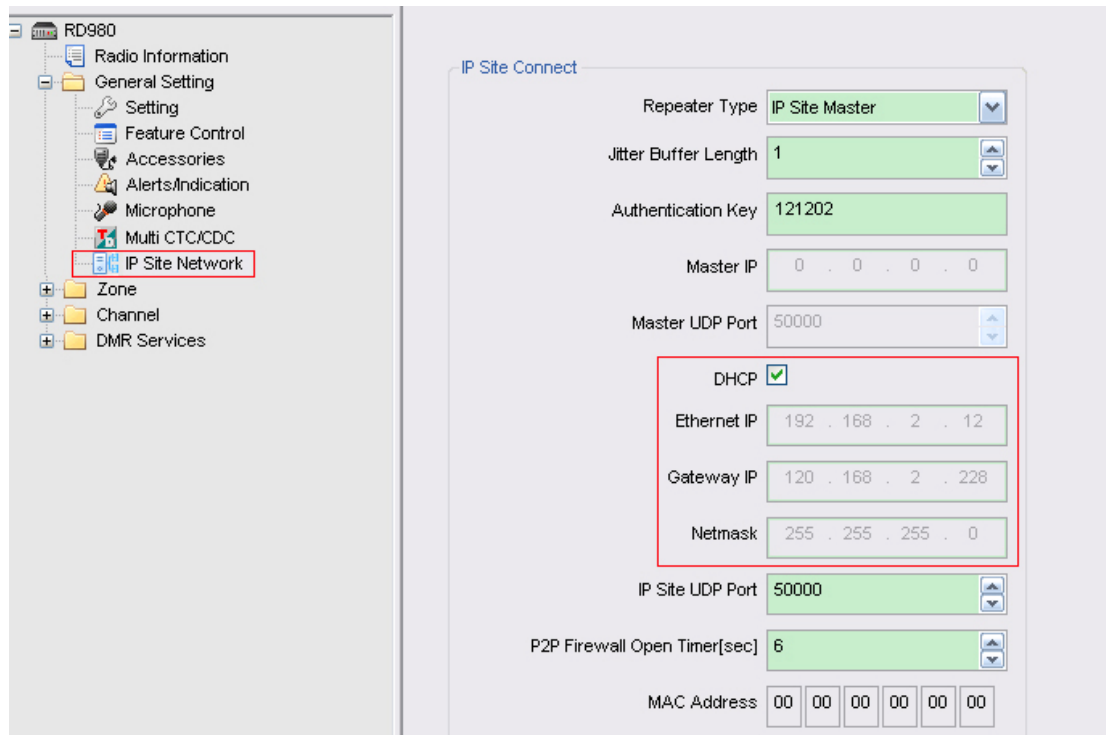 RD980
Radio Information
General Setting
Setting
Feature Control
Accessories
Alerts/Indication
Microphone
Multi CTC/CDC
IP Site Network
Zone
Channel
DMR Services
IP Site Connect
Repeater Type IP Site Master
Jitter Buffer Length 1
Authentication Key 121202
Master IP 0 . 0 . 0 . 0
Master UDP Port 50000
DHCP
Ethernet IP 192 . 168 . 2 . 12
Gateway IP 120 . 168 . 2 . 228
Netmask 255 . 255 . 255 . 0
IP Site UDP Port 50000
P2P Firewall Open Timer[sec] 6
MAC Address 00 00 00 00 00 00